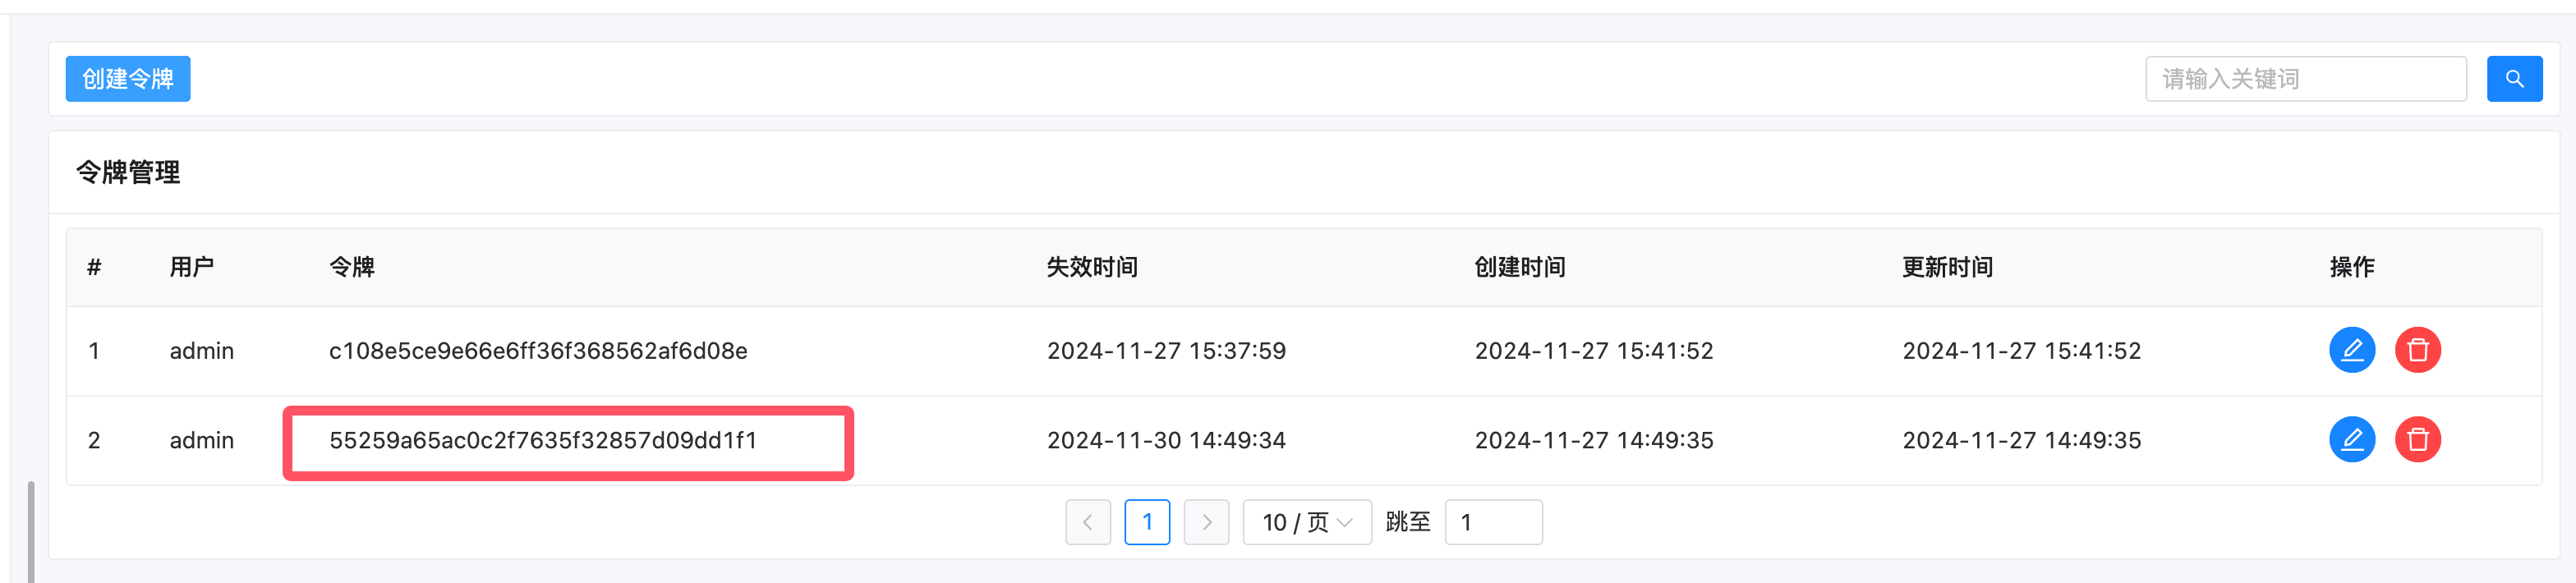 创建令牌 请输入关键词
令牌管理
# 用户 令牌 失效时间 创建时间 更新时间 操作
1 admin c108e5ce9e66e6ff36f368562af6d08e 2024-11-27 15:37:59 2024-11-27 15:41:52 2024-11-27 15:41:52
2 admin 55259a65ac0c2f7635f32857d09dd1f1 2024-11-30 14:49:34 2024-11-27 14:49:35 2024-11-27 14:49:35
1 10 / 页 跳至 1